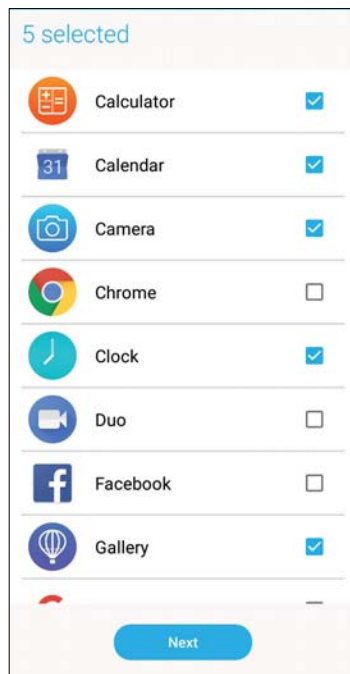 5 selected
Calculator
31
Calendar
Camera
Chrome
Clock
Duo
Facebook
Gallery
Next